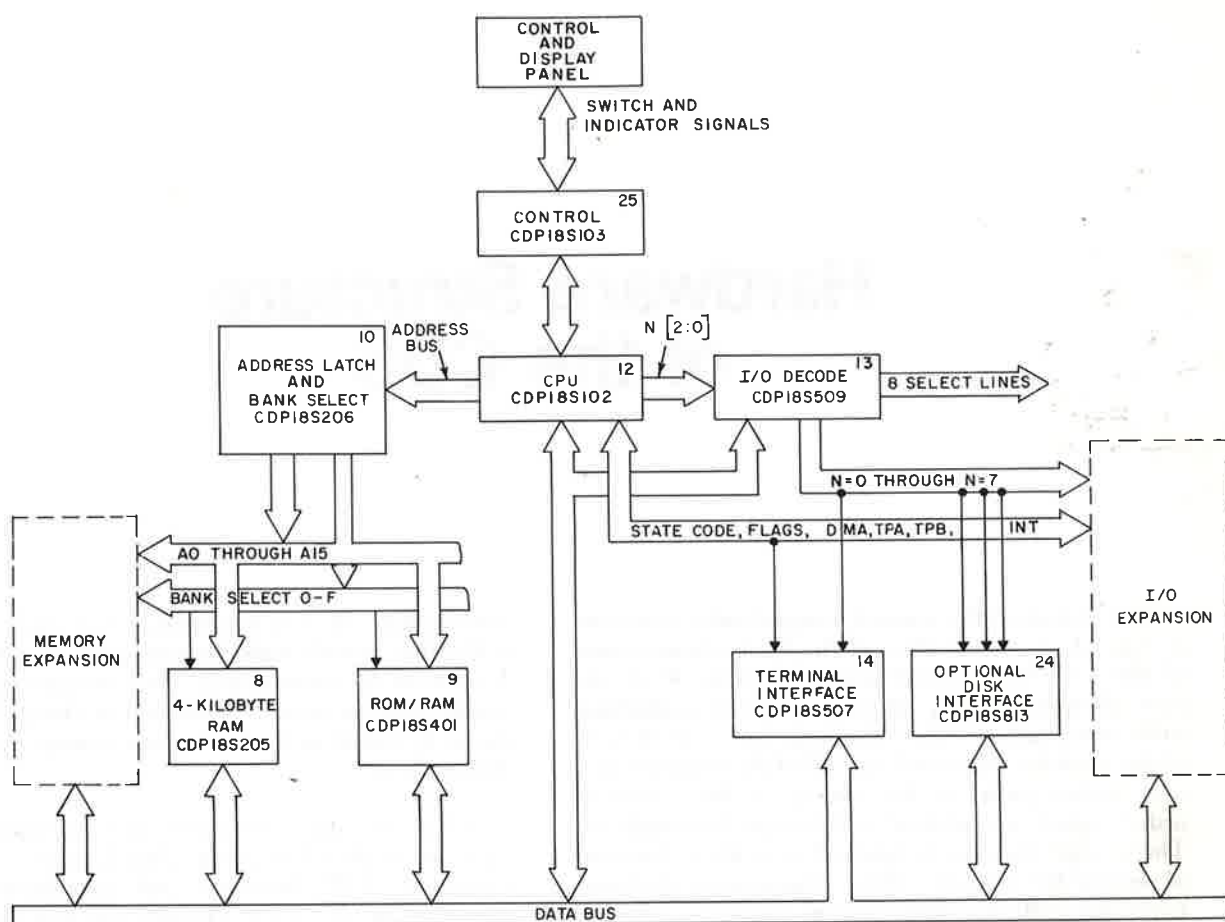 CONTROL
AND
DISPLAY
PANEL
SWITCH AND
INDICATOR SIGNALS
25
CONTROL
CDP18S103
10
ADDRESS LATCH
AND
BANK SELECT
CDP18S206
ADDRESS
BUS
12
CPU
CDP18S102
N [2:0]
13
I/O DECODE
CDP18S509
8 SELECT LINES
N=0 THROUGH N=7
STATE CODE, FLAGS, DMA, TPA, TPB, INT
A0 THROUGH A15
BANK SELECT 0-F
MEMORY
EXPANSION
8
4-KILOBYTE
RAM
CDP18S205
9
ROM/RAM
CDP18S401
14
TERMINAL
INTERFACE
CDP18S507
24
OPTIONAL
DISK
INTERFACE
CDP18S813
I/O
EXPANSION
DATA BUS